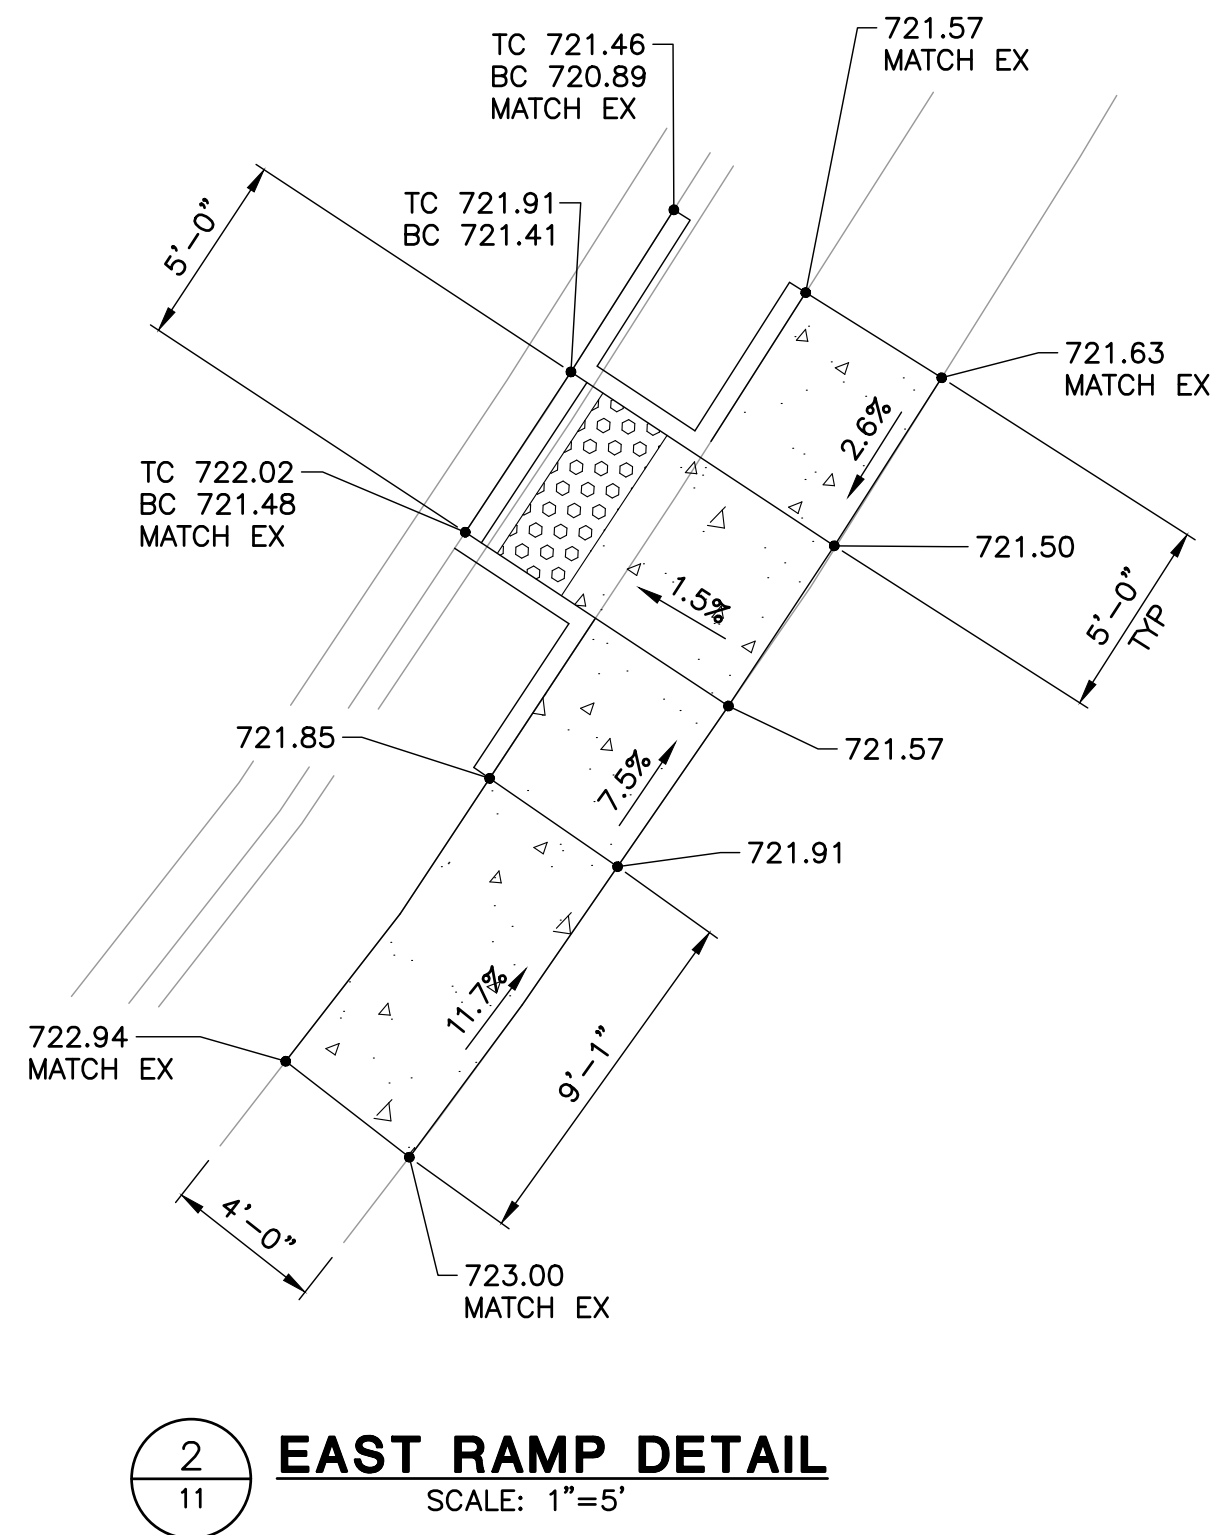 TC 721.46
BC 720.89
MATCH EX
721.57
MATCH EX
TC 721.91
BC 721.41
5'-0"
721.63
MATCH EX
2.6%
TC 722.02
BC 721.48
MATCH EX
721.50
1.5%
5'-0"
TYP
721.85
721.57
7.5%
721.91
11.7%
722.94
MATCH EX
9'-1"
4'-0"
723.00
MATCH EX
2
11
EAST RAMP DETAIL
SCALE: 1"=5'